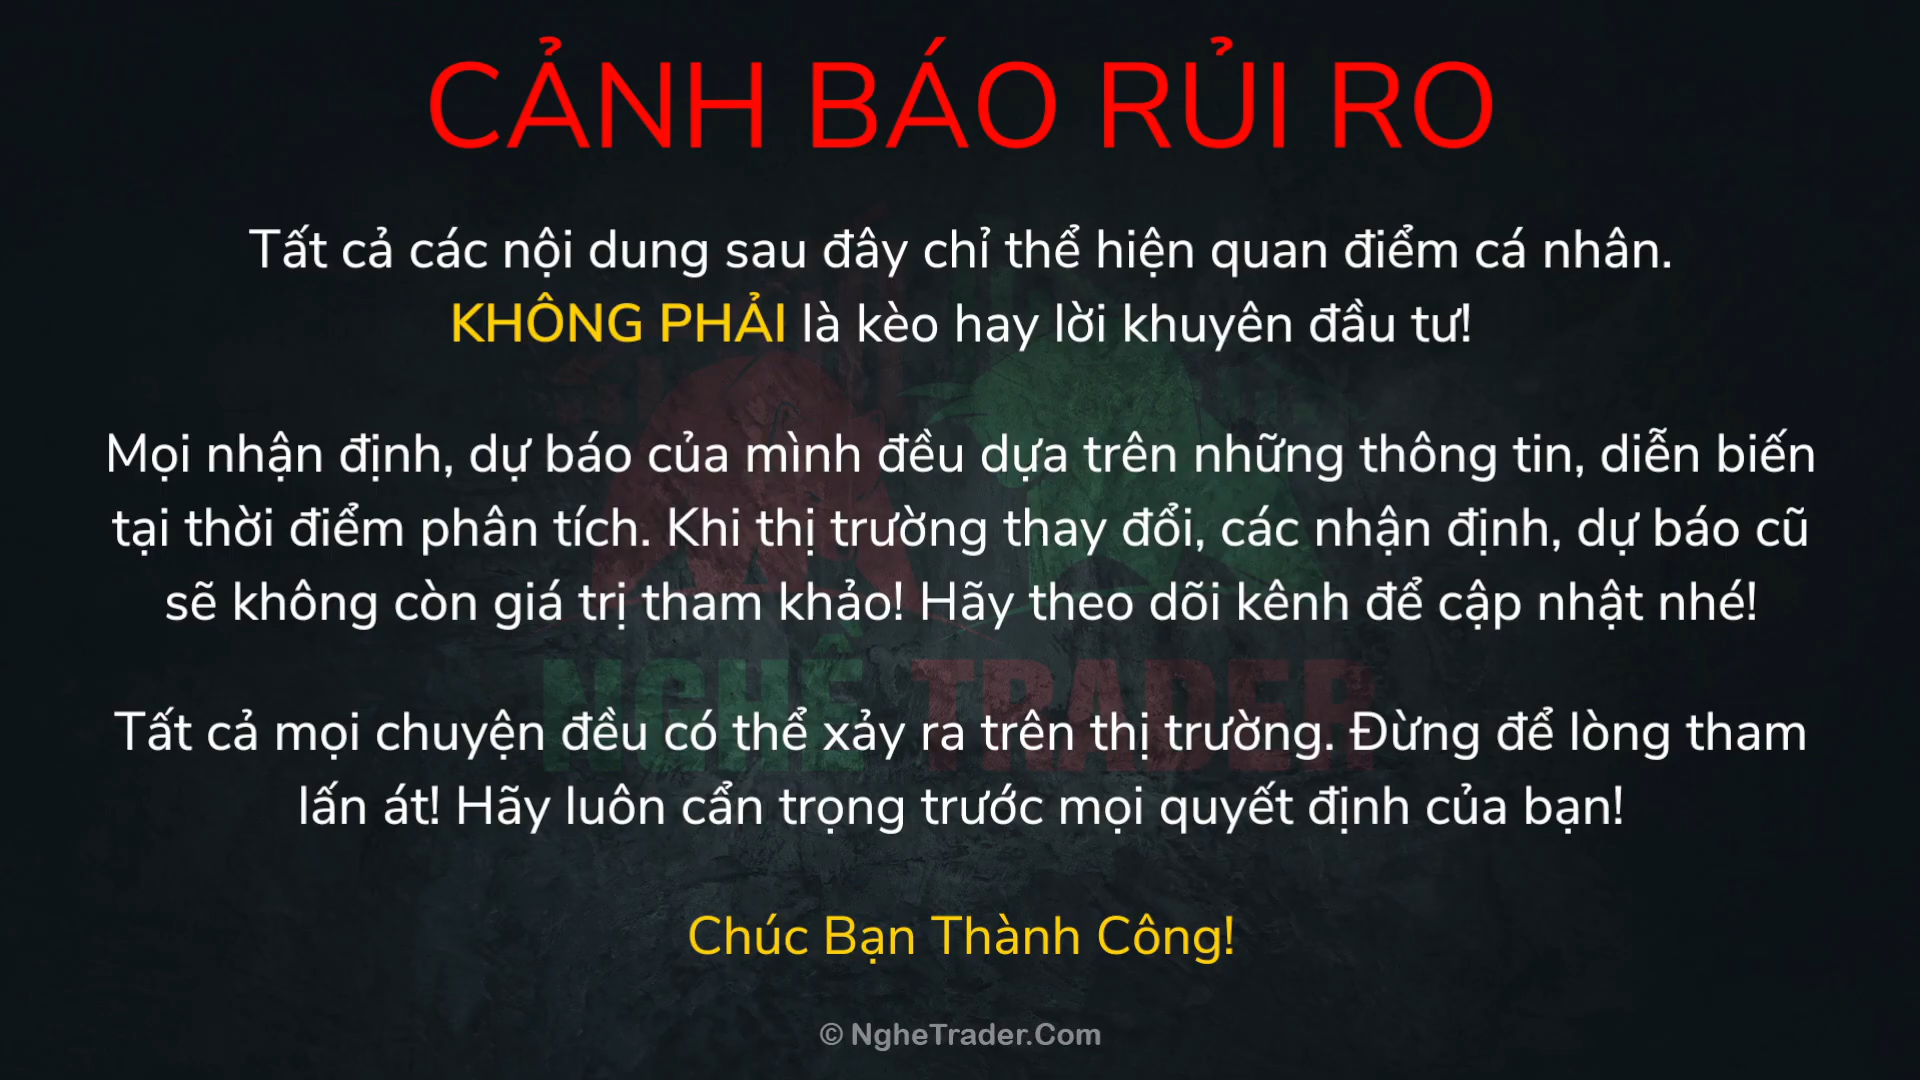 CẢNH BÁO RỦI RO
Tất cả các nội dung sau đây chỉ thể hiện quan điểm cá nhân.
KHÔNG PHẢI là kèo hay lời khuyên đầu tư!
Mọi nhận định, dự báo của mình đều dựa trên những thông tin, diễn biến
tại thời điểm phân tích. Khi thị trường thay đổi, các nhận định, dự báo cũ
sẽ không còn giá trị tham khảo! Hãy theo dõi kênh để cập nhật nhé!
NGHỀ TRADER
Tất cả mọi chuyện đều có thể xảy ra trên thị trường. Đừng để lòng tham
lấn át! Hãy luôn cẩn trọng trước mọi quyết định của bạn!
Chúc Bạn Thành Công!
© NgheTrader.Com